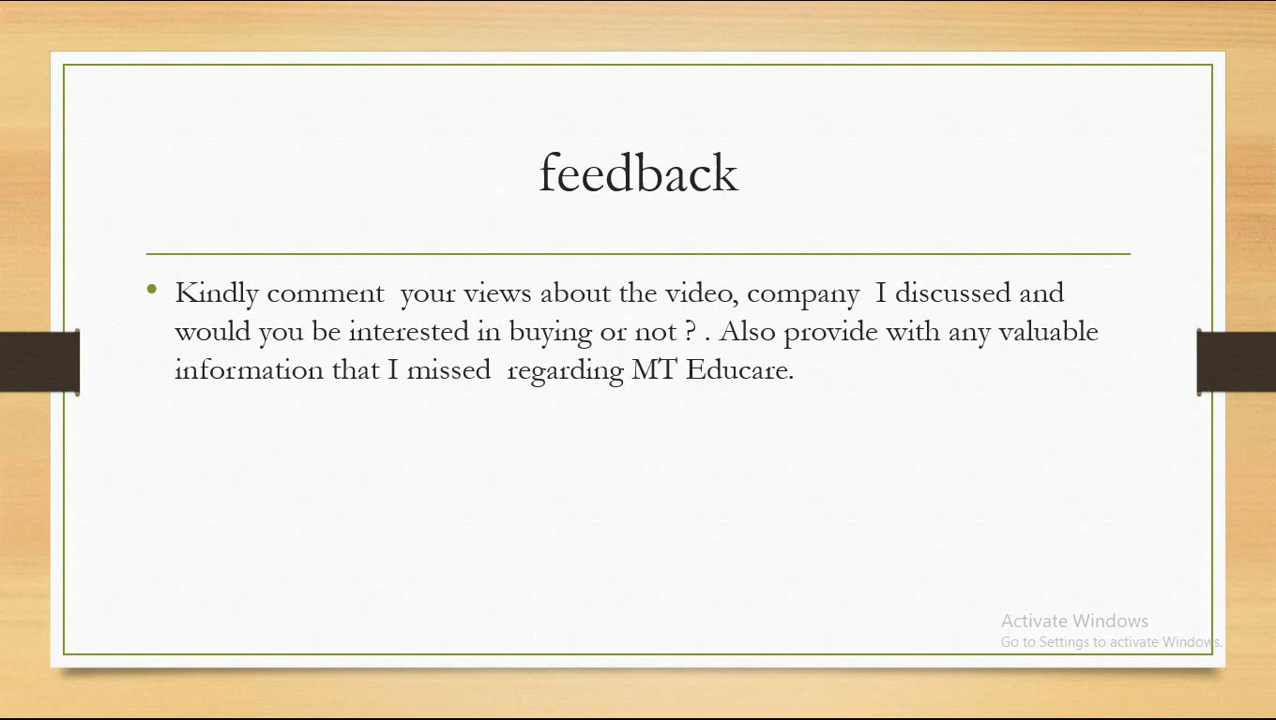 feedback
• Kindly comment  your views about the video, company  I discussed and
would you be interested in buying or not ? . Also provide with any valuable
information that I missed  regarding MT Educare.
Activate Windows
Go to Settings to activate Windows.